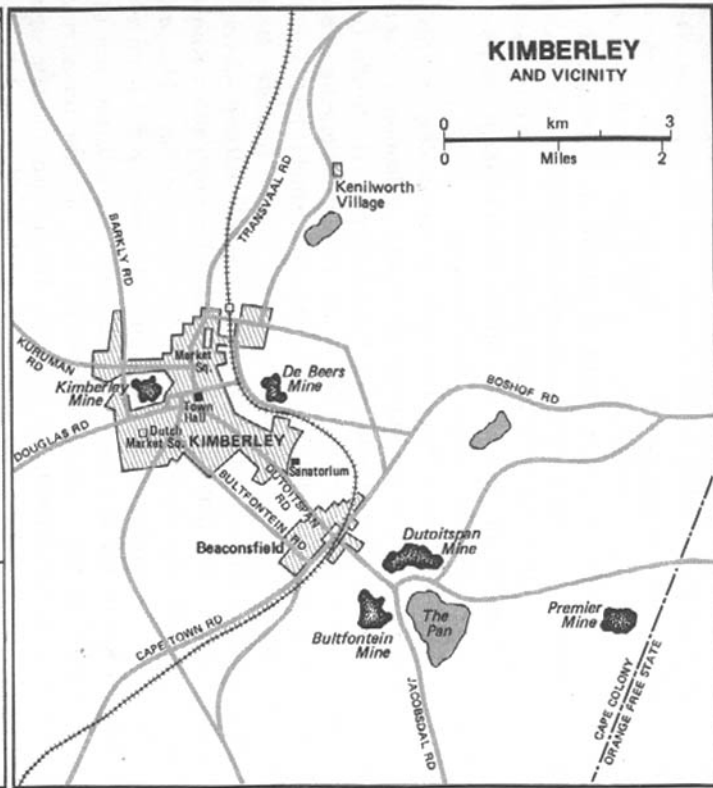 KIMBERLEY
AND VICINITY
0 km 3
0 Miles 2
Kenilworth
Village
TRANSVAAL RD
BARKLY RD
KURUMAN
RD
Market
Sq.
Kimberley
Mine
De Beers
Mine
BOSHOF RD
Town
Hall
DOUGLAS RD
Dutch
Market Sq.
KIMBERLEY
Sanatorium
DUTOITSPAN
RD
BULTFONTEIN RD
Beaconsfield
Dutoitspan
Mine
The
Pan
Premier
Mine
Bultfontein
Mine
CAPE TOWN RD
JACOBSDAL RD
CAPE COLONY
ORANGE FREE STATE